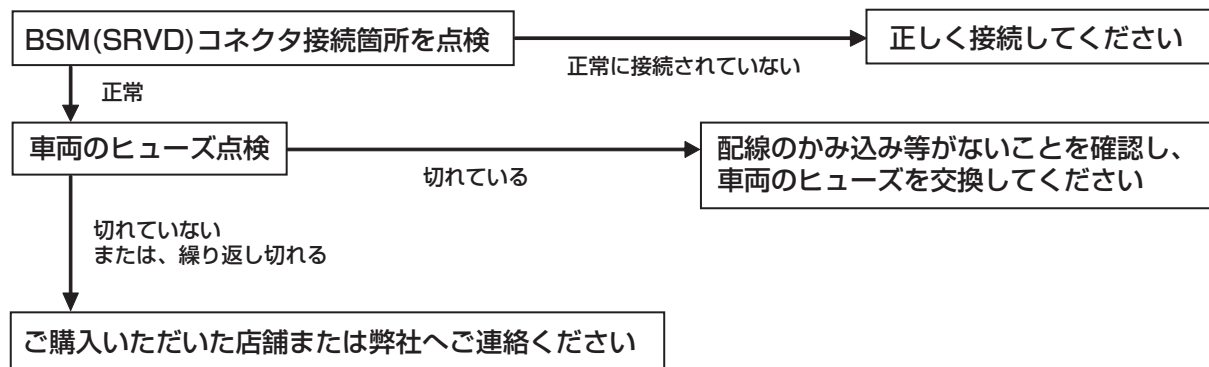 BSM(SRVD)コネクタ接続箇所を点検
正しく接続してください
正常に接続されていない
正常
車両のヒューズ点検
配線のかみ込み等がないことを確認し、
車両のヒューズを交換してください
切れている
切れていない
または、繰り返し切れる
ご購入いただいた店舗または弊社へご連絡ください